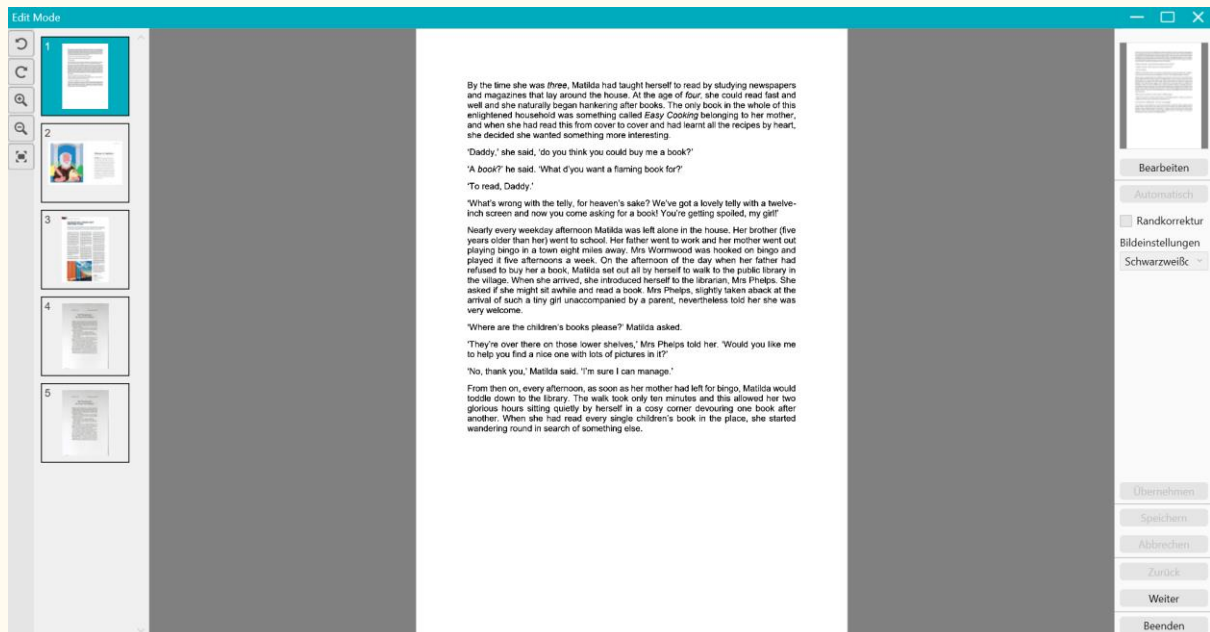 Edit Mode
1
2
3
4
5
By the time she was three, Matilda had taught herself to read by studying newspapers
and magazines that lay around the house. At the age of four, she could read fast and
well and she naturally began hankering after books. The only book in the whole of this
enlightened household was something called Easy Cooking belonging to her mother,
and when she had read this from cover to cover and had learnt all the recipes by heart,
she decided she wanted something more interesting.
'Daddy,' she said, 'do you think you could buy me a book?'
'A book?' he said. 'What d'you want a flaming book for?'
'To read, Daddy.'
'What's wrong with the telly, for heaven's sake? We've got a lovely telly with a twelve-
inch screen and now you come asking for a book! You're getting spoiled, my girl!'
Nearly every weekday afternoon Matilda was left alone in the house. Her brother (five
years older than her) went to school. Her father went to work and her mother went out
playing bingo in a town eight miles away. Mrs Wormwood was hooked on bingo and
played it five afternoons a week. On the afternoon of the day when her father had
refused to buy her a book, Matilda set out all by herself to walk to the public library in
the village. When she arrived, she introduced herself to the librarian, Mrs Phelps. She
asked if she might sit awhile and read a book. Mrs Phelps, slightly taken aback at the
arrival of such a tiny girl unaccompanied by a parent, nevertheless told her she was
very welcome.
'Where are the children's books please?' Matilda asked.
'They're over there on those lower shelves,' Mrs Phelps told her. 'Would you like me
to help you find a nice one with lots of pictures in it?'
'No, thank you,' Matilda said. 'I'm sure I can manage.'
From then on, every afternoon, as soon as her mother had left for bingo, Matilda would
toddle down to the library. The walk took only ten minutes and this allowed her two
glorious hours sitting quietly by herself in a cosy corner devouring one book after
another. When she had read every single children's book in the place, she started
wandering round in search of something else.
Bearbeiten
Automatisch
Randkorrektur
Bildeinstellungen
Schwarzweißc
Übernehmen
Speichern
Abbrechen
Zurück
Weiter
Beenden